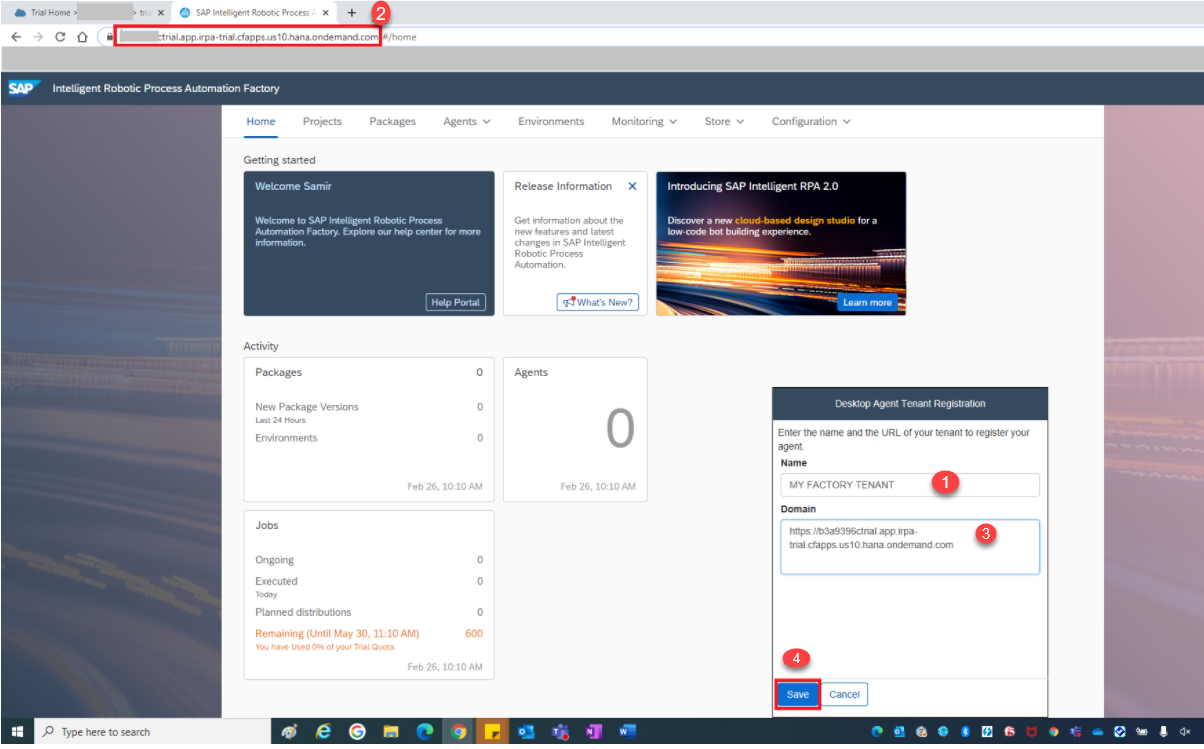 Trial Home >
> tria
SAP Intelligent Robotic Process A
2
ctrial.app.irpa-trial.cfapps.us10.hana.ondemand.com/#/home
SAP
Intelligent Robotic Process Automation Factory
Home Projects Packages Agents Environments Monitoring Store Configuration
Getting started
Welcome Samir
Welcome to SAP Intelligent Robotic Process
Automation Factory. Explore our help center for more
information.
Help Portal
Release Information
Get information about the
new features and latest
changes in SAP Intelligent
Robotic Process
Automation.
What's New?
Introducing SAP Intelligent RPA 2.0
Discover a new cloud-based design studio for a
low-code bot building experience.
Learn more
Activity
Packages 0
New Package Versions 0
Last 24 Hours
Environments 0
Feb 26, 10:10 AM
Agents
0
Feb 26, 10:10 AM
Jobs
Ongoing 0
Executed 0
Today
Planned distributions 0
Remaining (Until May 30, 11:10 AM) 600
You have Used 0% of your Trial Quota.
Feb 26, 10:10 AM
Desktop Agent Tenant Registration
Enter the name and the URL of your tenant to register your
agent.
Name
MY FACTORY TENANT
1
Domain
https://b3a9396ctrial.app.irpa-
trial.cfapps.us10.hana.ondemand.com
3
4
Save Cancel
Type here to search